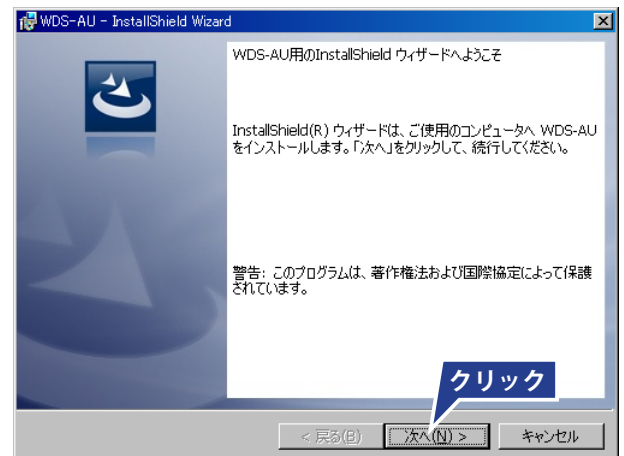 WDS-AU - InstallShield Wizard
WDS-AU用のInstallShield ウィザードへようこそ
InstallShield(R) ウィザードは、ご使用のコンピュータへ WDS-AU
をインストールします。「次へ」をクリックして、続行してください。
警告: このプログラムは、著作権法および国際協定によって保護
されています。
クリック
< 戻る(B)
次へ(N) >
キャンセル